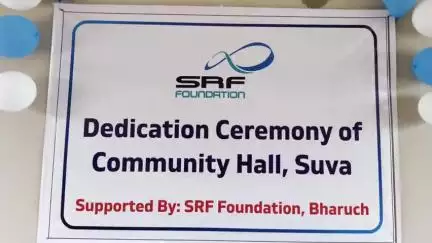 SRF
FOUNDATION
Dedication Ceremony of
Community Hall, Suva
Supported By: SRF Foundation, Bharuch